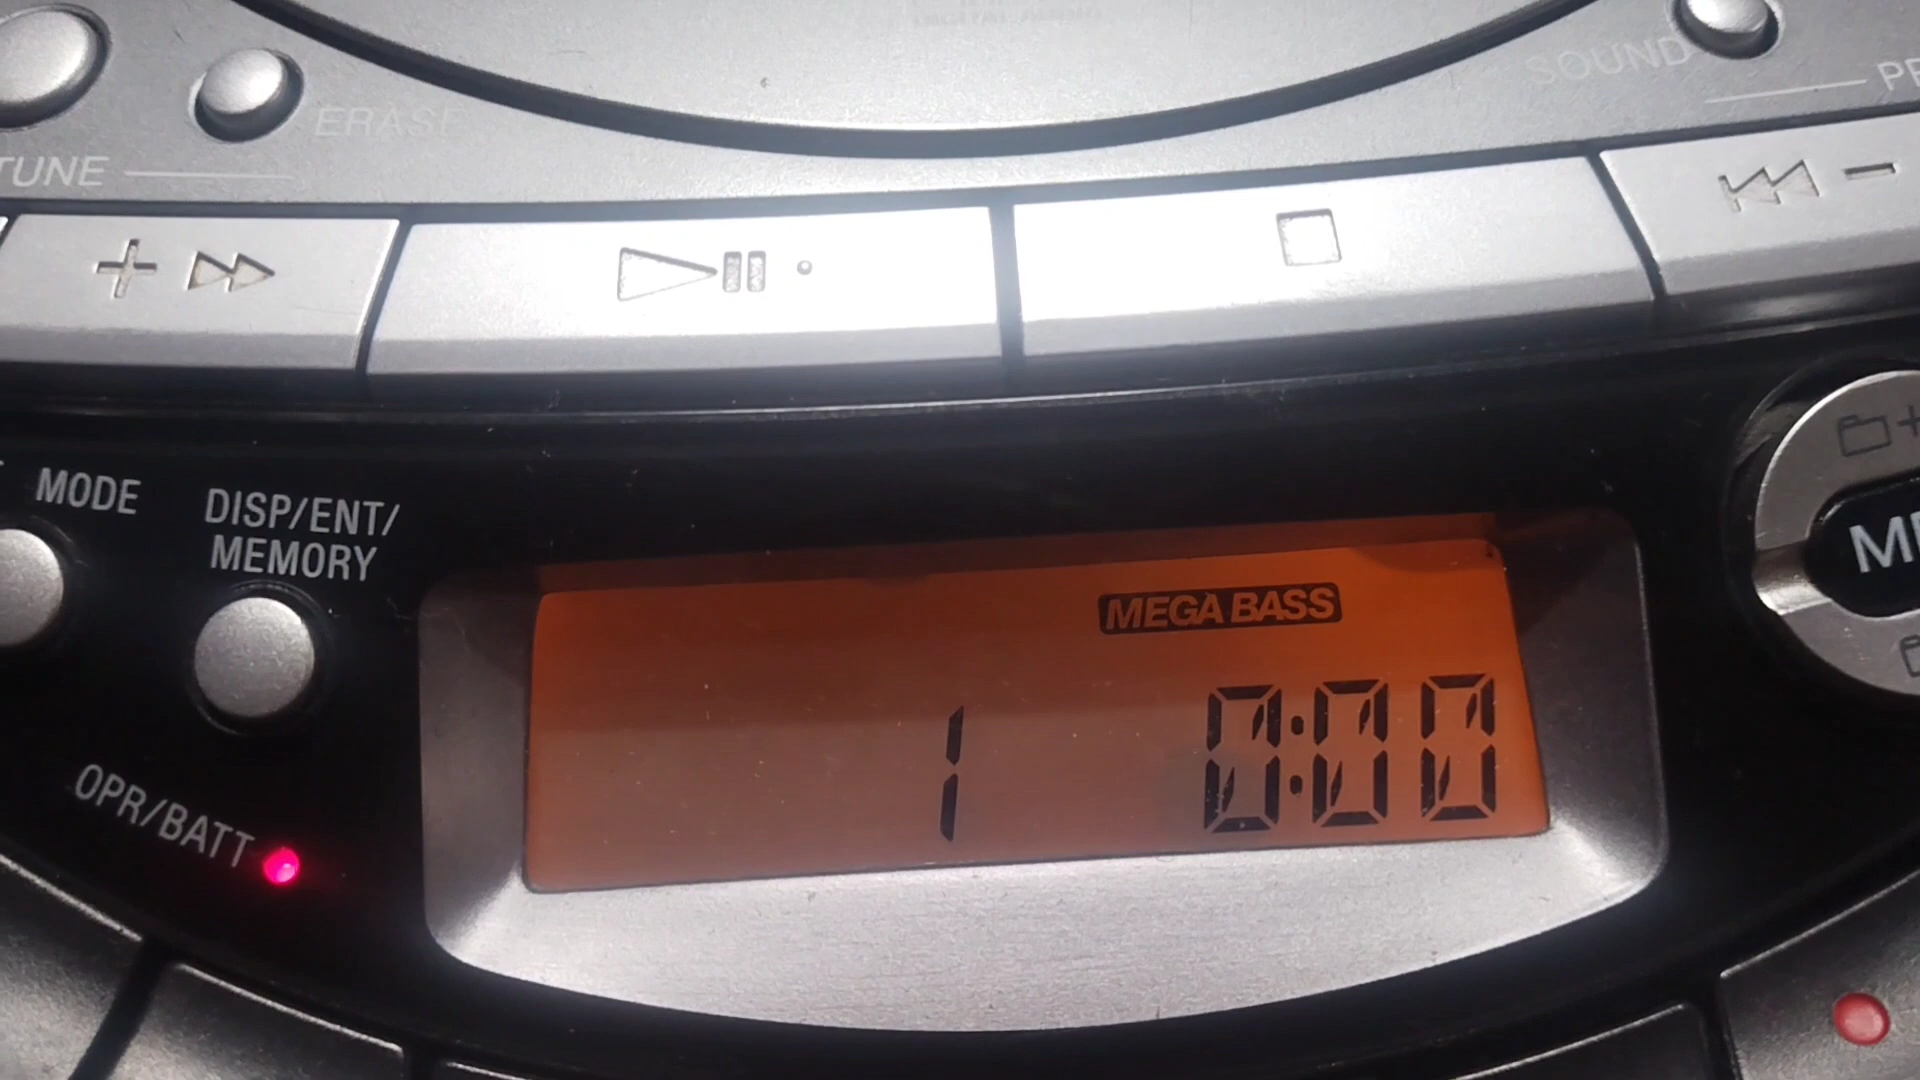 ERASE
SOUND
TUNE
MODE
DISP/ENT/
MEMORY
MEGA BASS
1 0:00
OPR/BATT